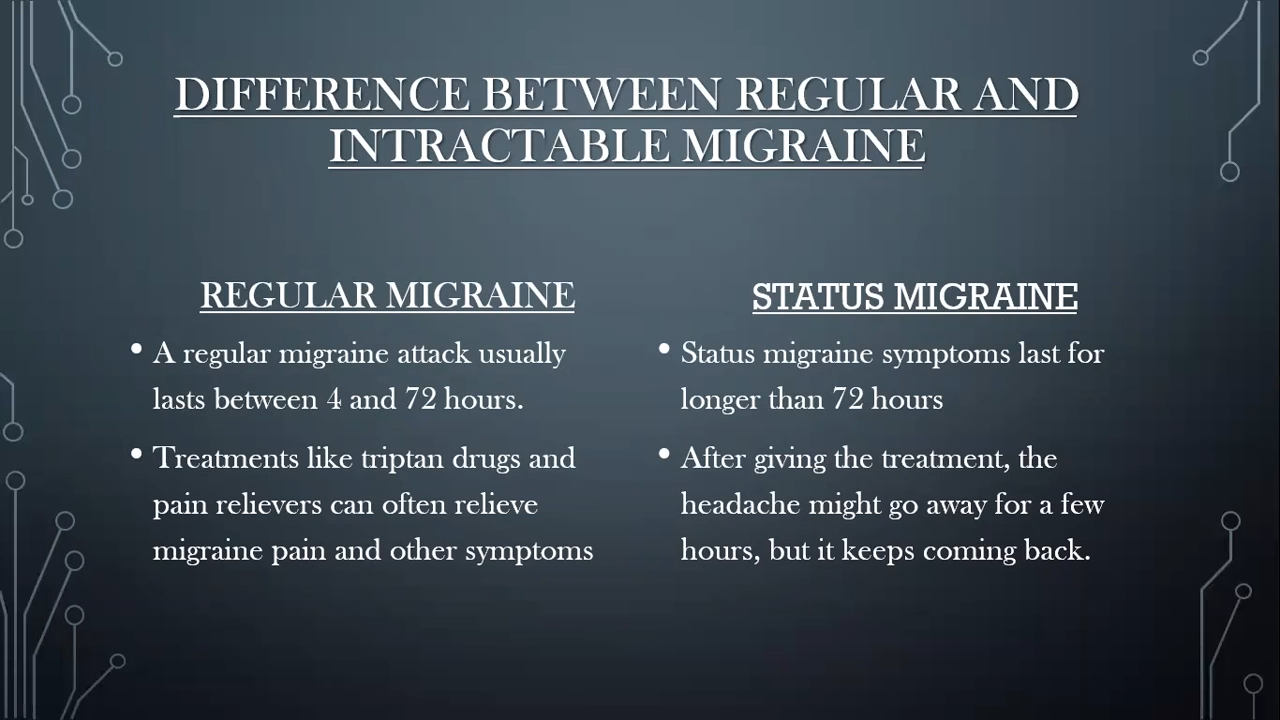 DIFFERENCE BETWEEN REGULAR AND
INTRACTABLE MIGRAINE
REGULAR MIGRAINE
• A regular migraine attack usually
lasts between 4 and 72 hours.
• Treatments like triptan drugs and
pain relievers can often relieve
migraine pain and other symptoms
STATUS MIGRAINE
• Status migraine symptoms last for
longer than 72 hours
• After giving the treatment, the
headache might go away for a few
hours, but it keeps coming back.